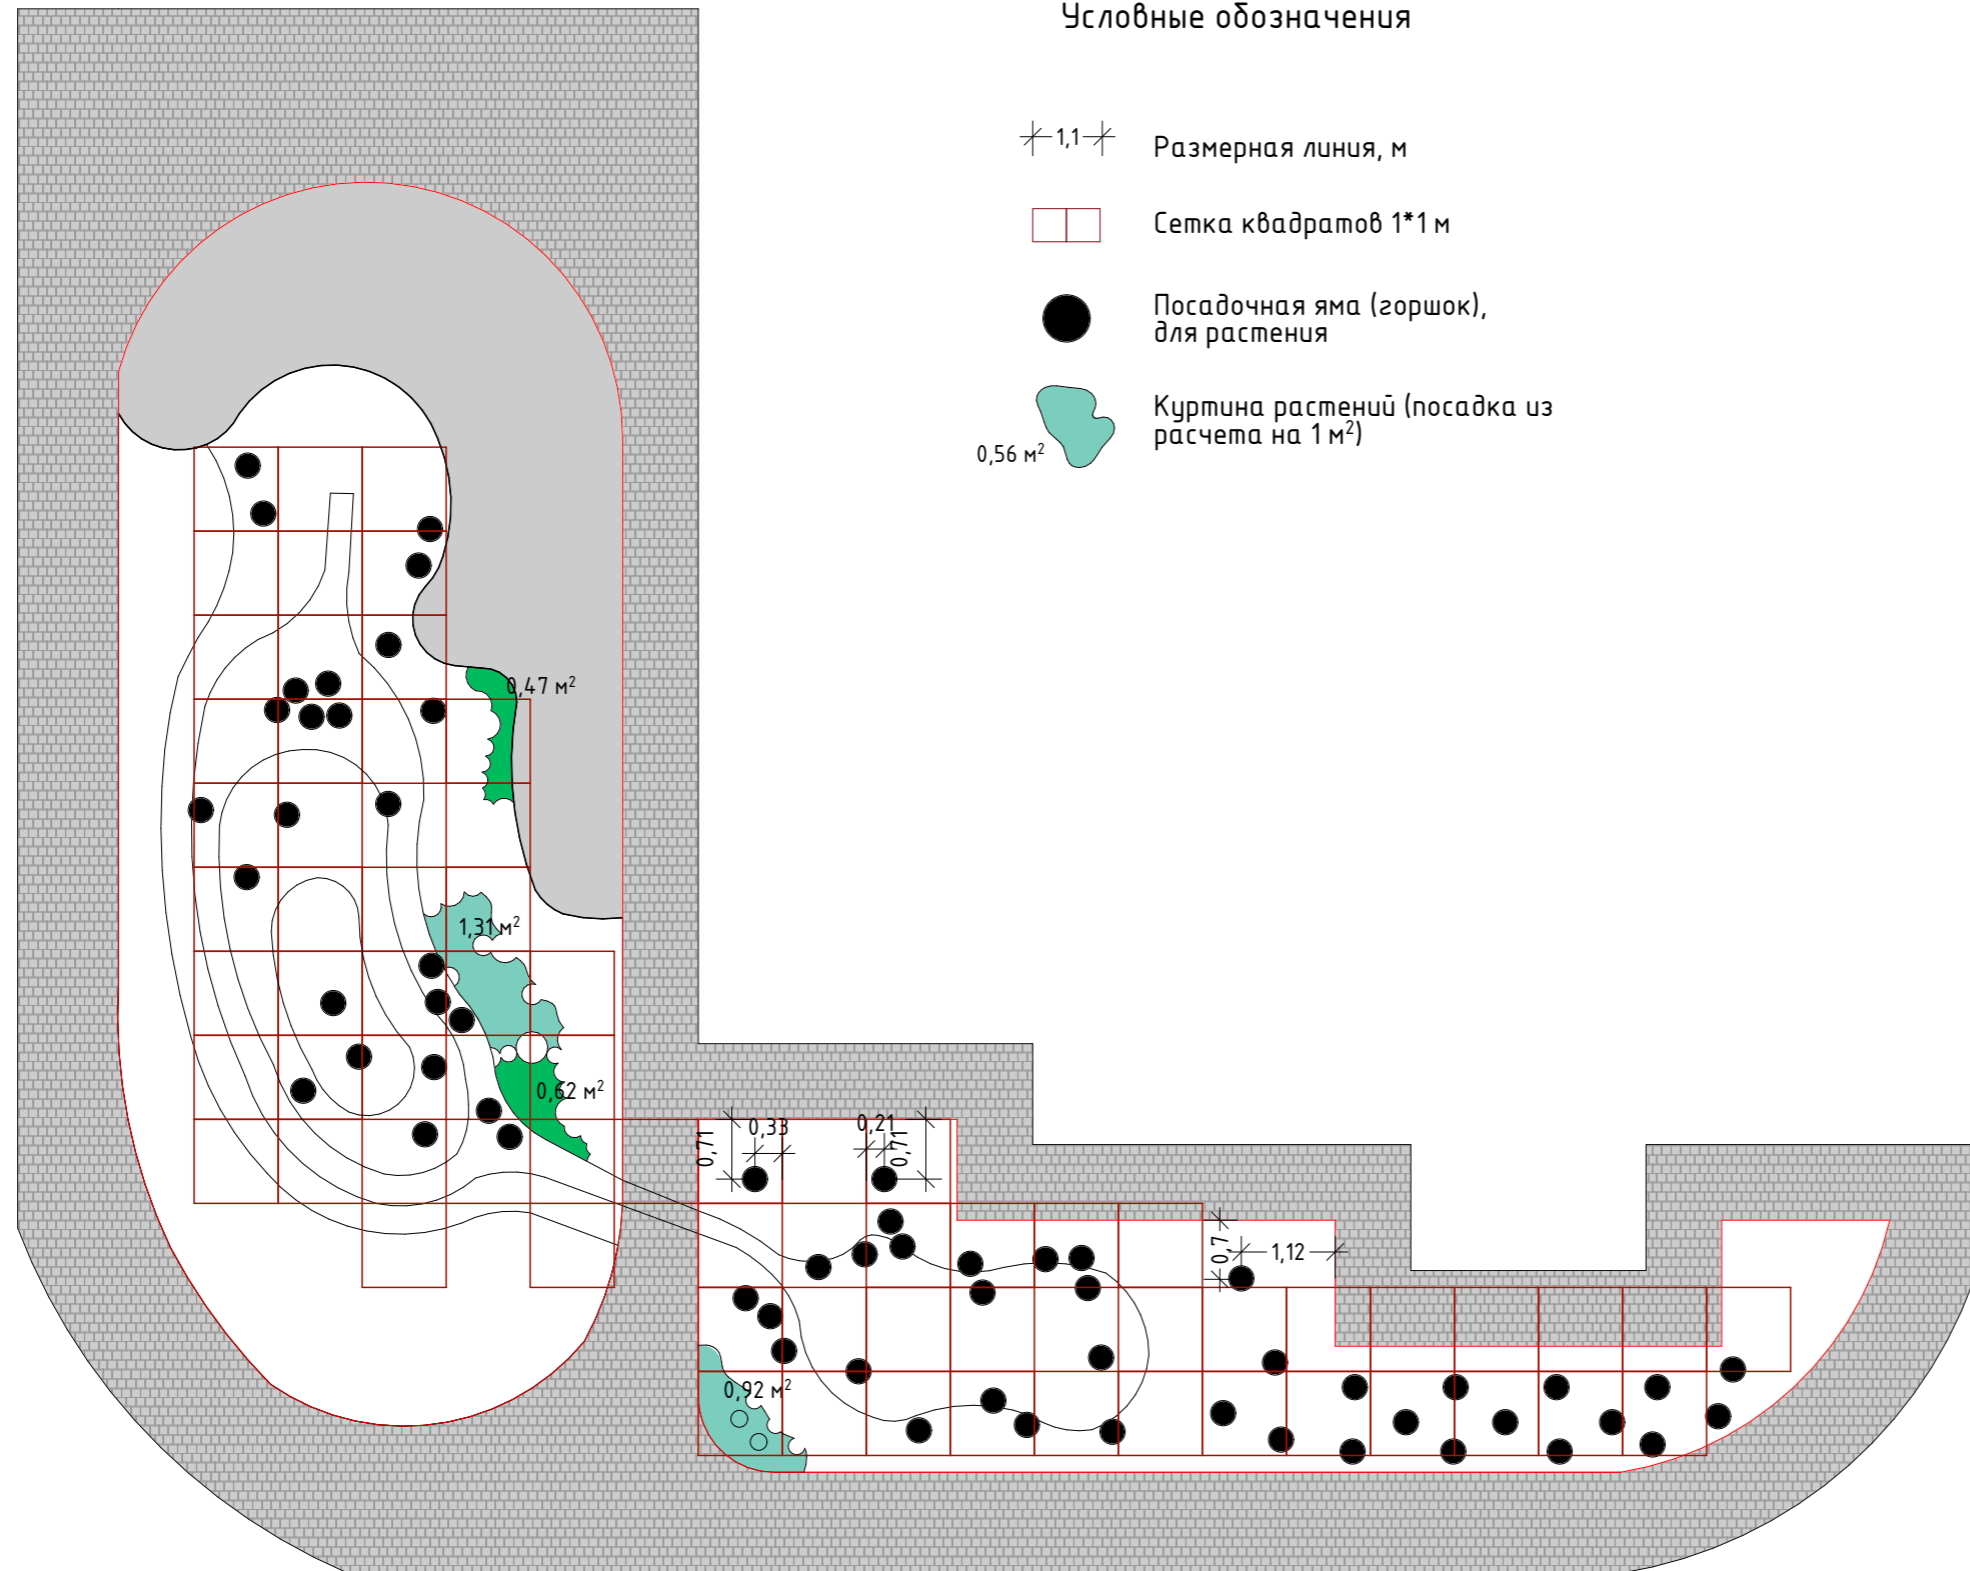 Условные обозначения
1,1
Размерная линия, м
Сетка квадратов 1*1 м
Посадочная яма (горшок),
для растения
Куртина растений (посадка из
расчета на 1 м²)
0,56 м²
0,47 м²
1,31 м²
0,62 м²
0,71
0,33
0,21
0,71
0,7
1,12
0,92 м²